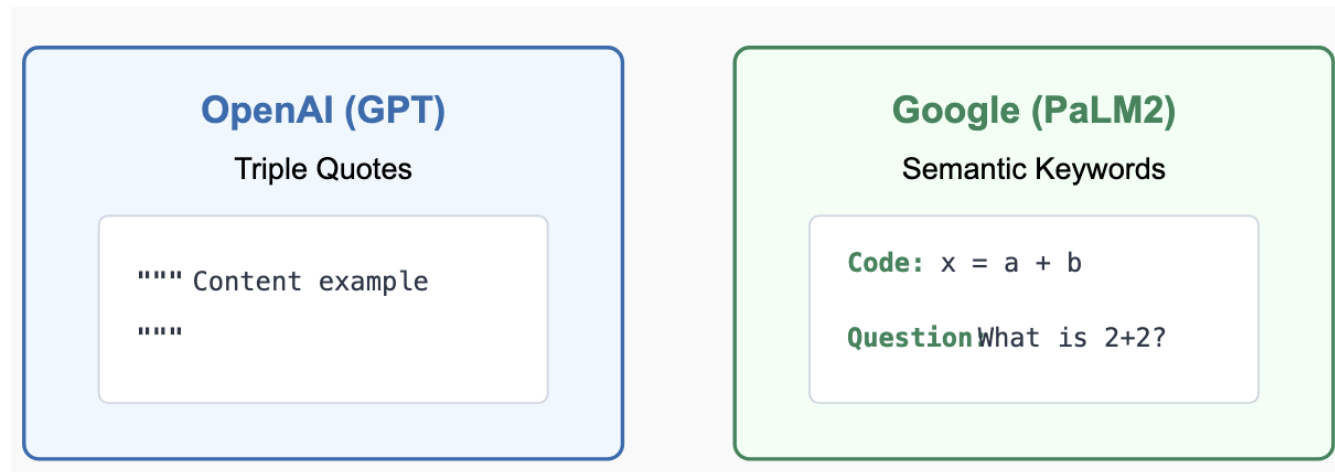 OpenAI (GPT)
Triple Quotes
""" Content example
"""
Google (PaLM2)
Semantic Keywords
Code: x = a + b
Question: What is 2+2?